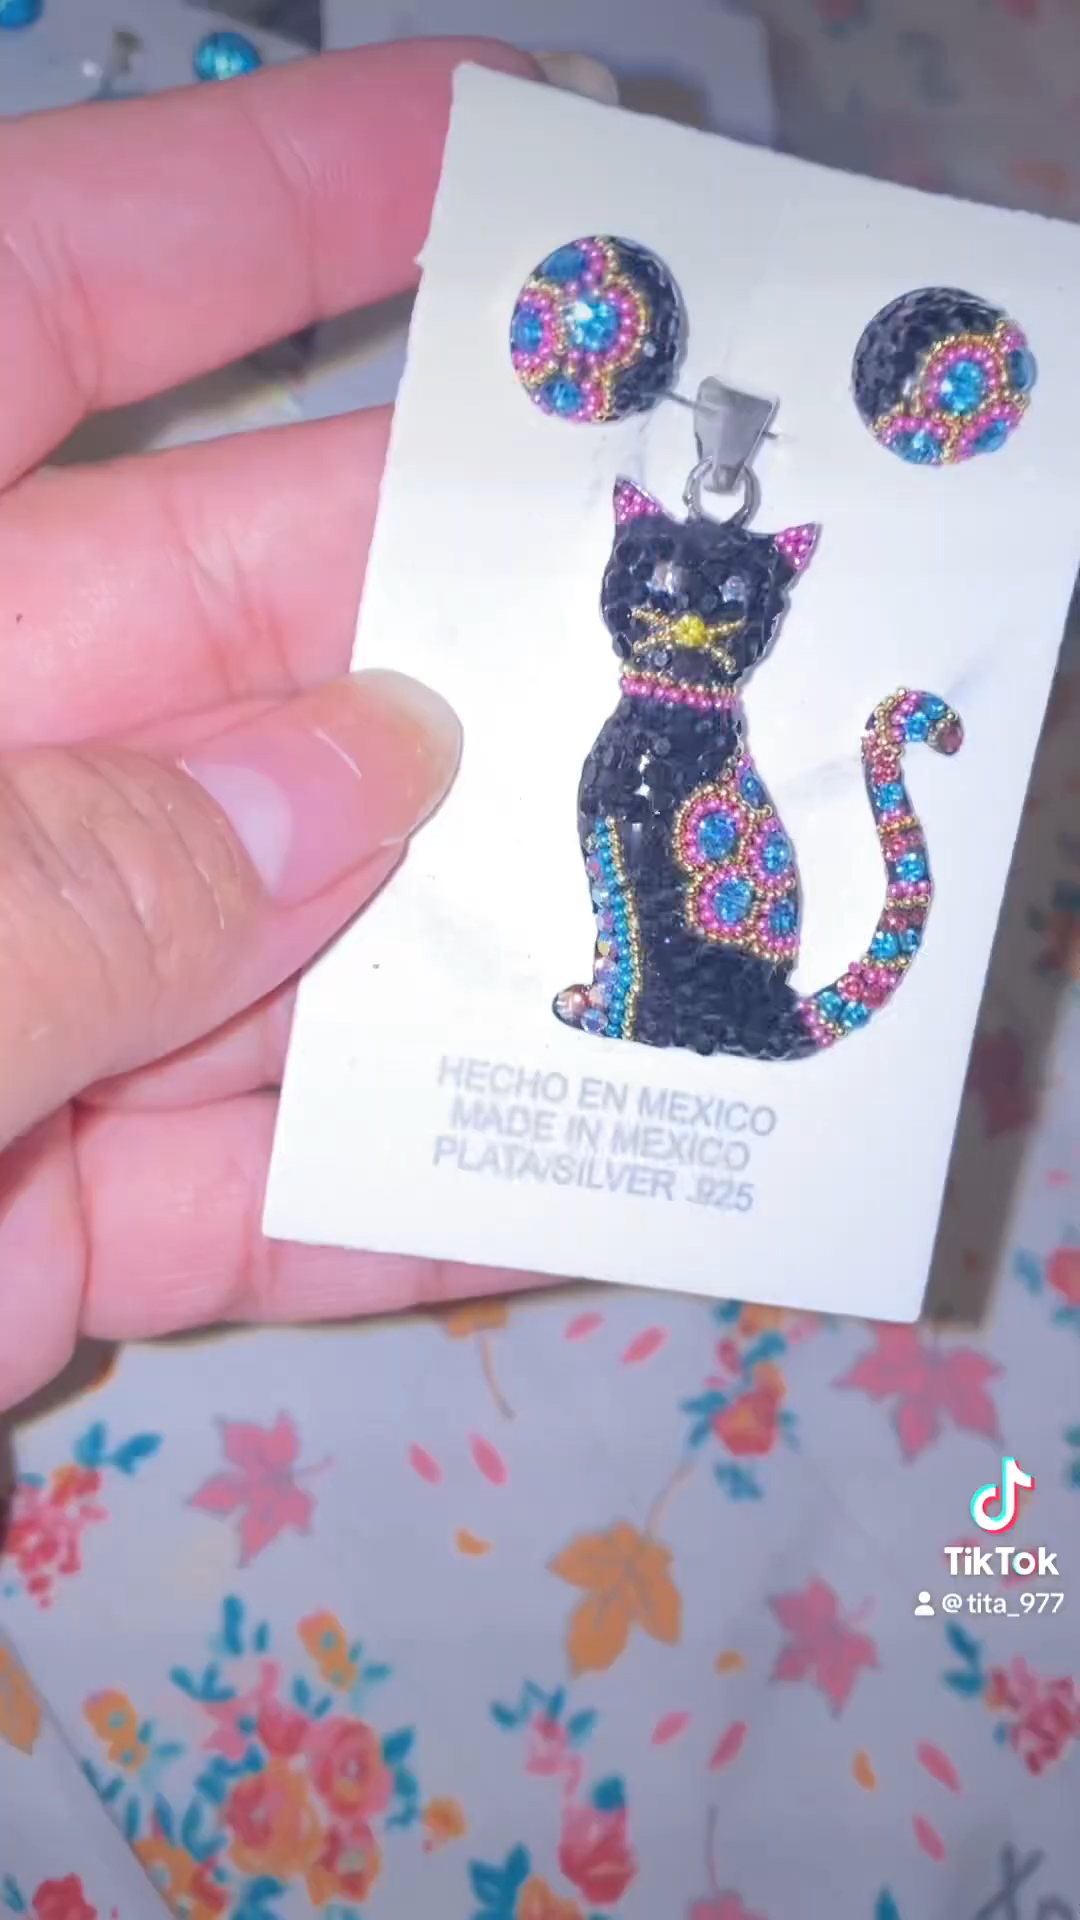 HECHO EN MEXICO
MADE IN MEXICO
PLATA/SILVER .925
TikTok
@tita_977